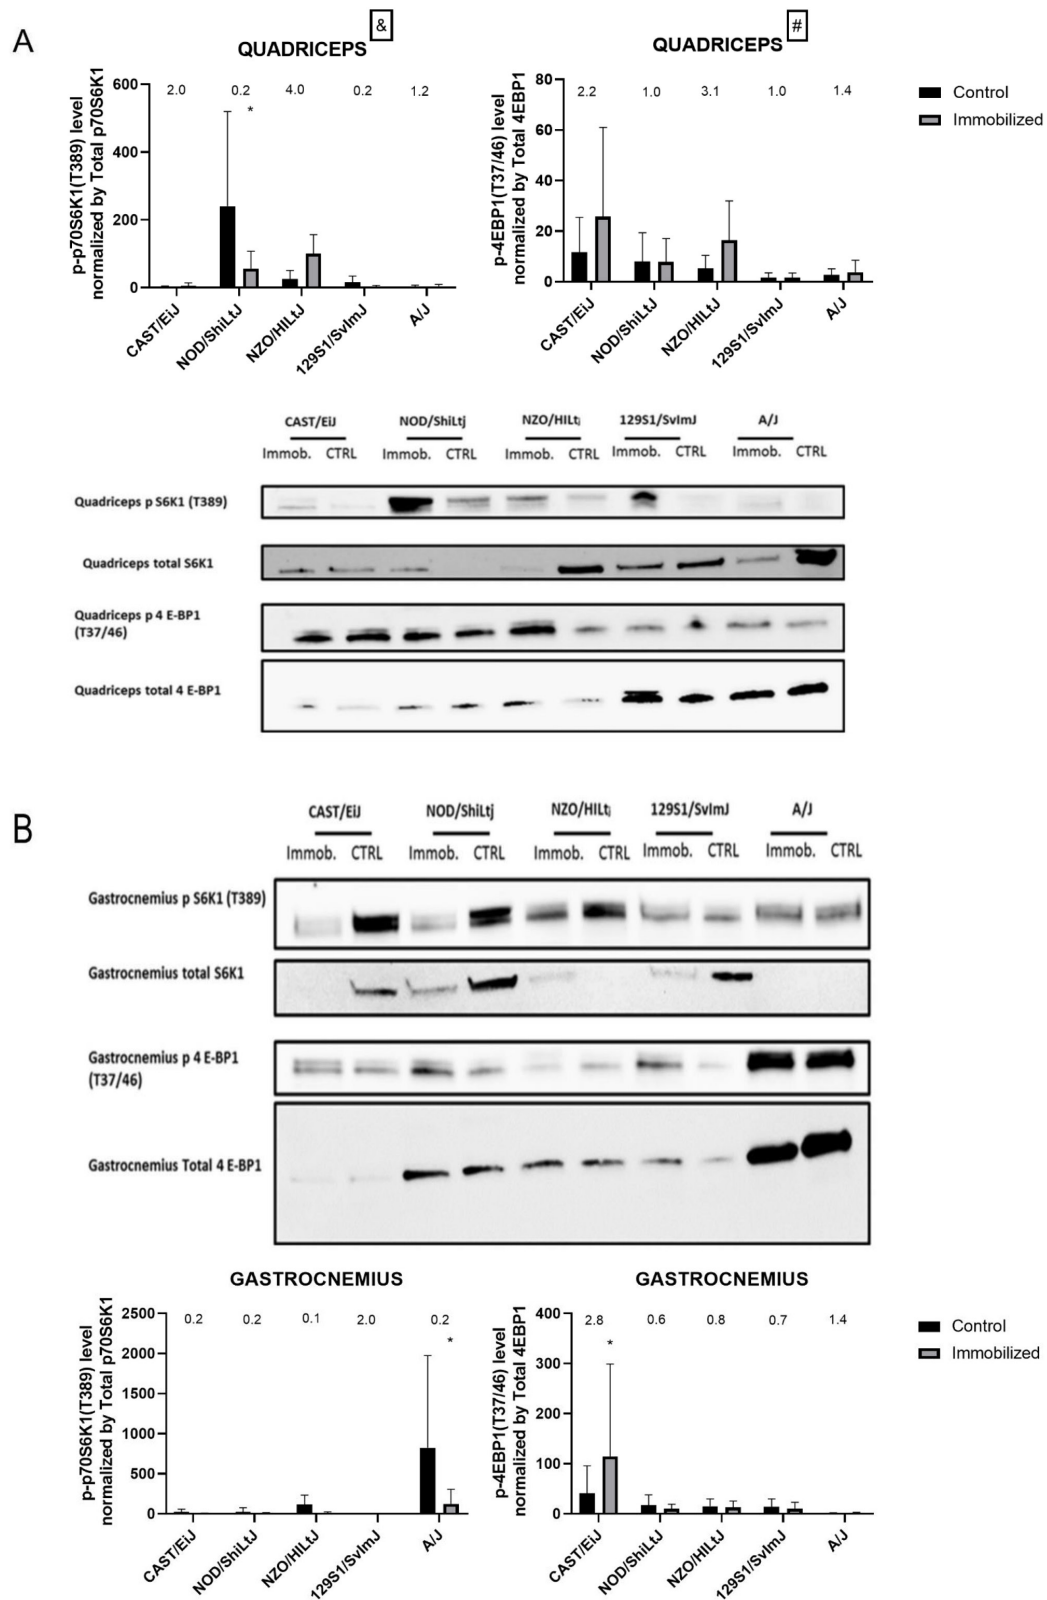 A
QUADRICEPS &
p-p70S6K1(T389) level
normalized by Total p70S6K1
600
400
200
0
2.0 0.2 4.0 0.2 1.2
*
CAST/EiJ
NOD/ShiLtJ
NZO/HlLtJ
129S1/SvImJ
A/J
QUADRICEPS #
p-4EBP1(T37/46) level
normalized by Total 4EBP1
80
60
40
20
0
2.2 1.0 3.1 1.0 1.4
CAST/EiJ
NOD/ShiLtJ
NZO/HlLtJ
129S1/SvImJ
A/J
Control
Immobilized
CAST/EiJ NOD/ShiLtj NZO/HlLtj 129S1/SvImJ A/J
Immob. CTRL Immob. CTRL Immob. CTRL Immob. CTRL Immob. CTRL
Quadriceps p S6K1 (T389)
Quadriceps total S6K1
Quadriceps p 4 E-BP1
(T37/46)
Quadriceps total 4 E-BP1
B
CAST/EiJ NOD/ShiLtj NZO/HlLtj 129S1/SvImJ A/J
Immob. CTRL Immob. CTRL Immob. CTRL Immob. CTRL Immob. CTRL
Gastrocnemius p S6K1 (T389)
Gastrocnemius total S6K1
Gastrocnemius p 4 E-BP1
(T37/46)
Gastrocnemius Total 4 E-BP1
GASTROCNEMIUS
p-p70S6K1(T389) level
normalized by Total p70S6K1
2500
2000
1500
1000
500
0
0.2 0.2 0.1 2.0 0.2
*
CAST/EiJ
NOD/ShiLtJ
NZO/HlLtJ
129S1/SvImJ
A/J
GASTROCNEMIUS
p-4EBP1(T37/46) level
normalized by Total 4EBP1
400
300
200
100
0
2.8 0.6 0.8 0.7 1.4
*
CAST/EiJ
NOD/ShiLtJ
NZO/HlLtJ
129S1/SvImJ
A/J
Control
Immobilized